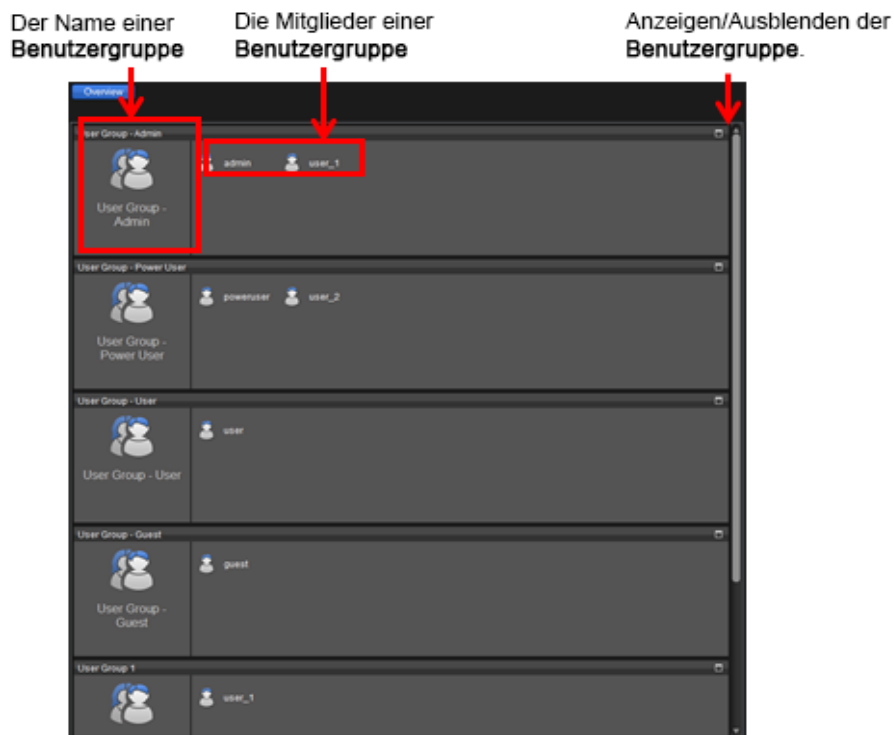 Der Name einer
Benutzergruppe
Die Mitglieder einer
Benutzergruppe
Anzeigen/Ausblenden der
Benutzergruppe.
Overview
User Group - Admin
admin
user_1
User Group -
Admin
User Group - Power User
poweruser
user_2
User Group -
Power User
User Group - User
user
User Group - User
User Group - Guest
guest
User Group -
Guest
User Group 1
user_1